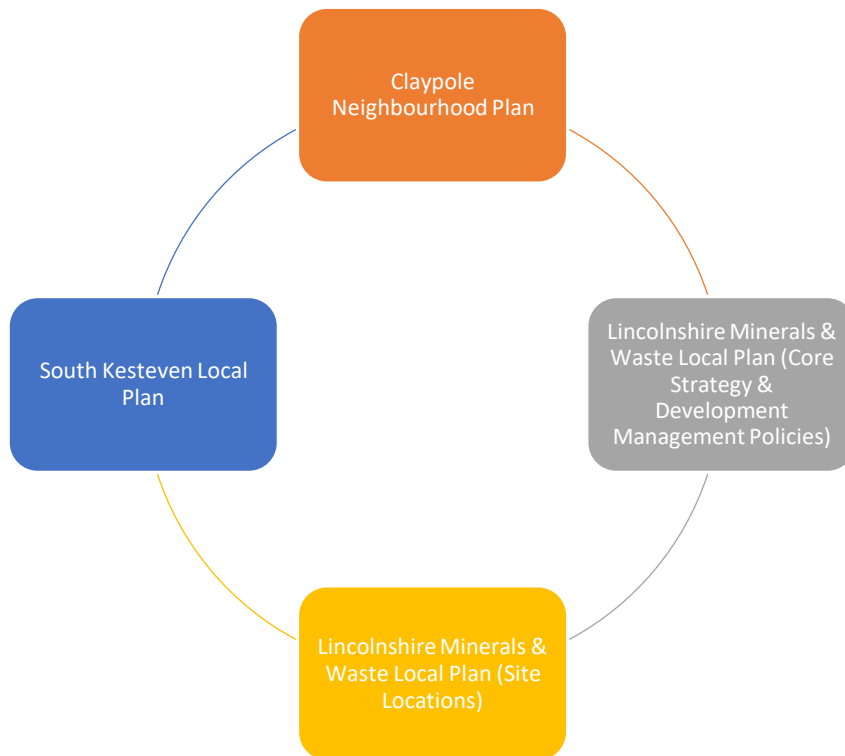 Claypole
Neighbourhood Plan
South Kesteven Local
Plan
Lincolnshire Minerals &
Waste Local Plan (Core
Strategy &
Development
Management Policies)
Lincolnshire Minerals &
Waste Local Plan (Site
Locations)